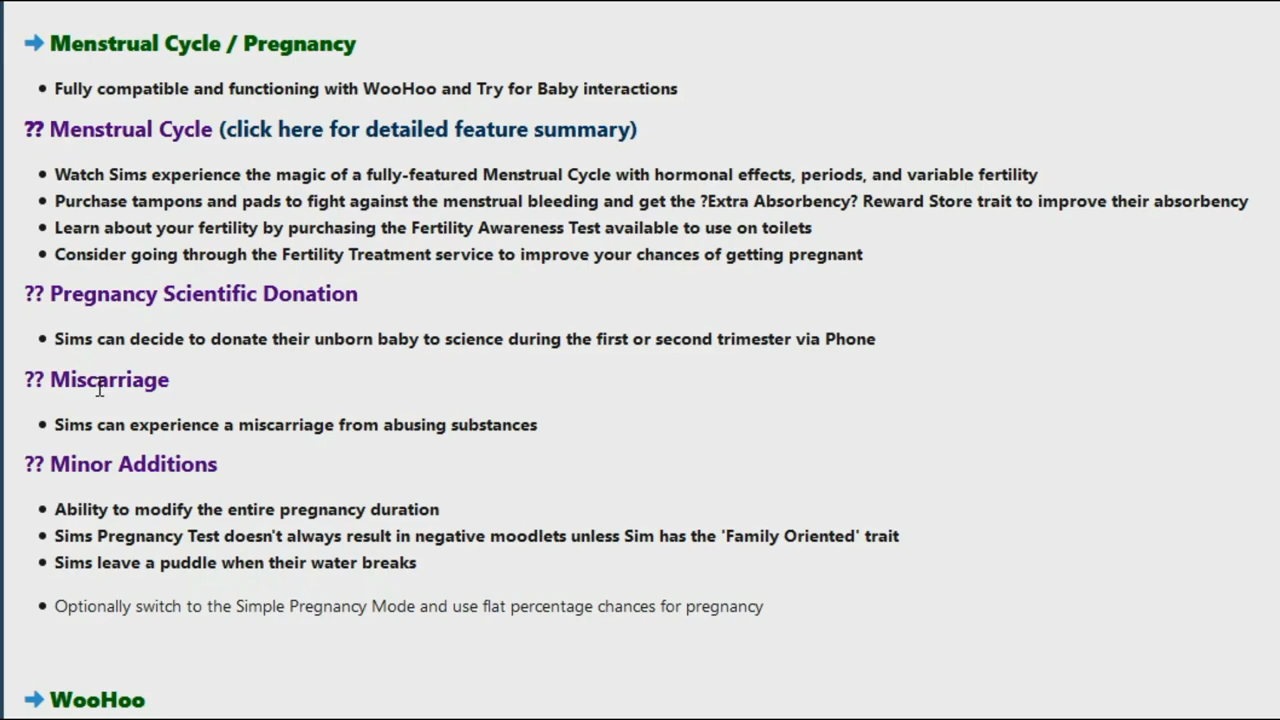 ➡ Menstrual Cycle / Pregnancy
• Fully compatible and functioning with WooHoo and Try for Baby interactions
?? Menstrual Cycle (click here for detailed feature summary)
• Watch Sims experience the magic of a fully-featured Menstrual Cycle with hormonal effects, periods, and variable fertility
• Purchase tampons and pads to fight against the menstrual bleeding and get the ?Extra Absorbency? Reward Store trait to improve their absorbency
• Learn about your fertility by purchasing the Fertility Awareness Test available to use on toilets
• Consider going through the Fertility Treatment service to improve your chances of getting pregnant
?? Pregnancy Scientific Donation
• Sims can decide to donate their unborn baby to science during the first or second trimester via Phone
?? Miscarriage
• Sims can experience a miscarriage from abusing substances
?? Minor Additions
• Ability to modify the entire pregnancy duration
• Sims Pregnancy Test doesn't always result in negative moodlets unless Sim has the 'Family Oriented' trait
• Sims leave a puddle when their water breaks
• Optionally switch to the Simple Pregnancy Mode and use flat percentage chances for pregnancy
➡ WooHoo